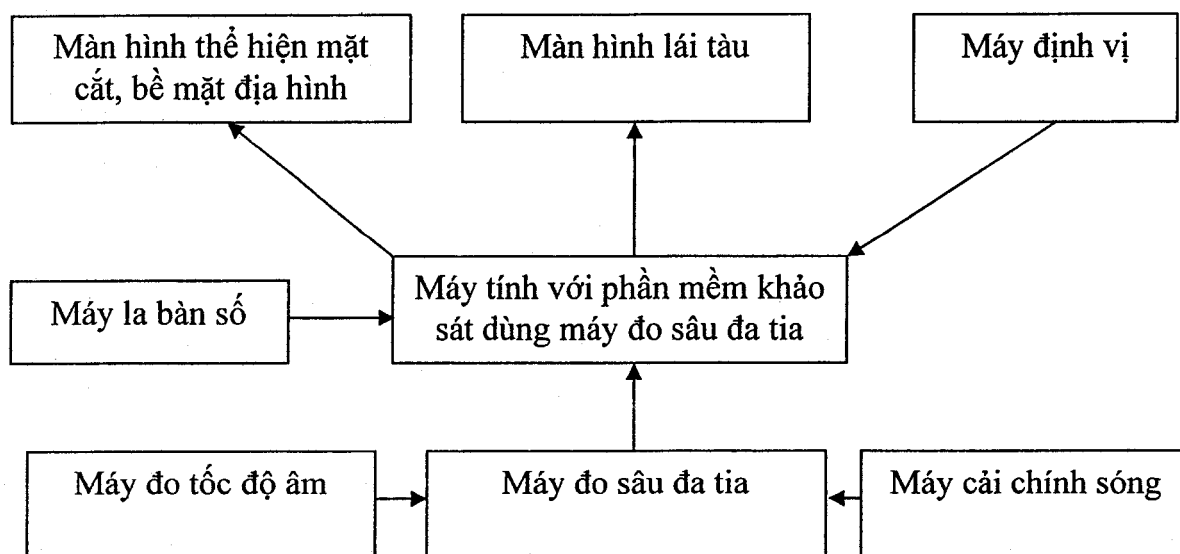 Màn hình thể hiện mặt
cắt, bề mặt địa hình
Màn hình lái tàu
Máy định vị
Máy la bàn số
Máy tính với phần mềm khảo
sát dùng máy đo sâu đa tia
Máy đo tốc độ âm
Máy đo sâu đa tia
Máy cải chính sóng